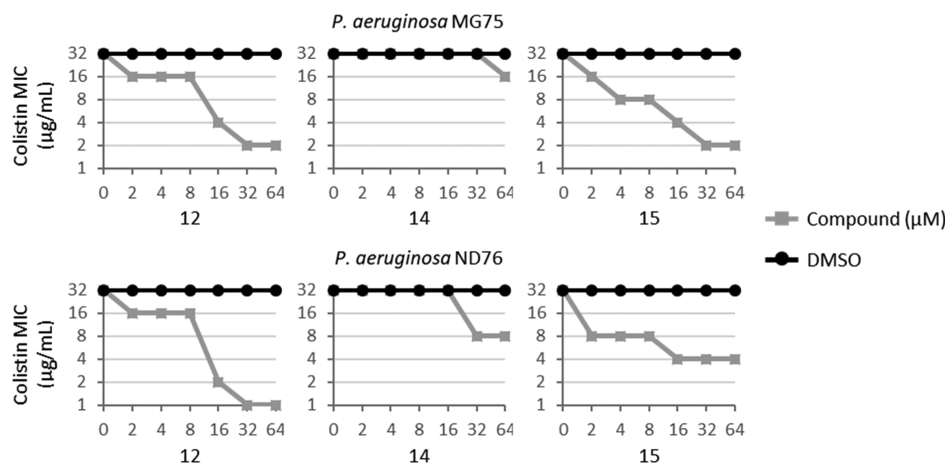 P. aeruginosa MG75
Colistin MIC
(µg/mL)
32 32 32
16 16 16
8 8 8
4 4 4
2 2 2
1 1 1
0 2 4 8 16 32 64 0 2 4 8 16 32 64 0 2 4 8 16 32 64
12 14 15
Compound (µM)
DMSO
P. aeruginosa ND76
Colistin MIC
(µg/mL)
32 32 32
16 16 16
8 8 8
4 4 4
2 2 2
1 1 1
0 2 4 8 16 32 64 0 2 4 8 16 32 64 0 2 4 8 16 32 64
12 14 15